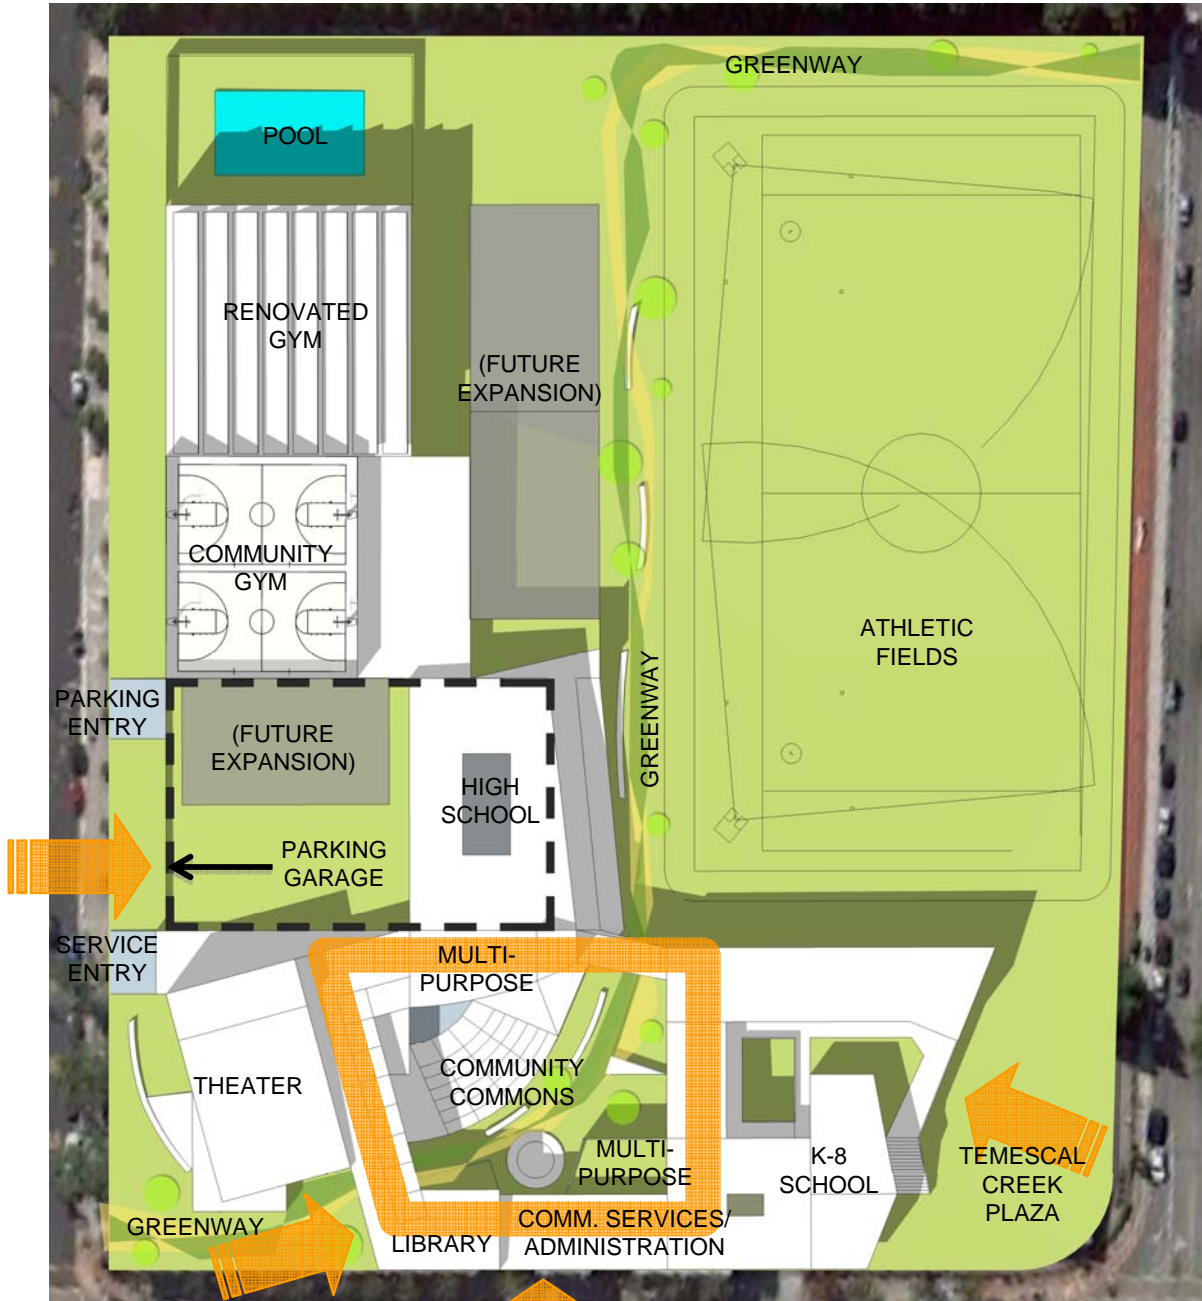 GREENWAY
POOL
RENOVATED
GYM
(FUTURE
EXPANSION)
COMMUNITY
GYM
ATHLETIC
FIELDS
PARKING
ENTRY
(FUTURE
EXPANSION)
GREENWAY
HIGH
SCHOOL
PARKING
GARAGE
SERVICE
ENTRY
MULTI-
PURPOSE
THEATER
COMMUNITY
COMMONS
MULTI-
PURPOSE
K-8
SCHOOL
TEMESCAL
CREEK
PLAZA
GREENWAY
LIBRARY
COMM. SERVICES/
ADMINISTRATION